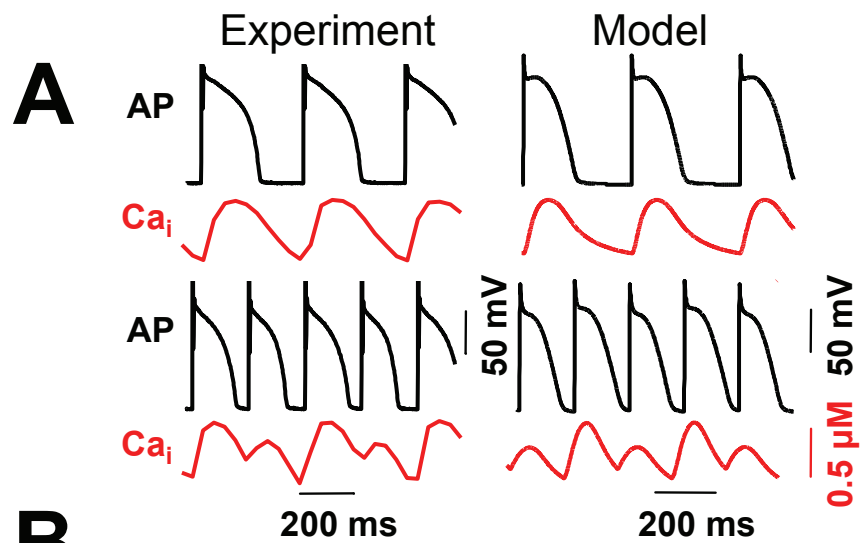 Experiment Model
A
AP
Caᵢ
AP
50 mV
50 mV
Caᵢ
0.5 µM
200 ms 200 ms
B